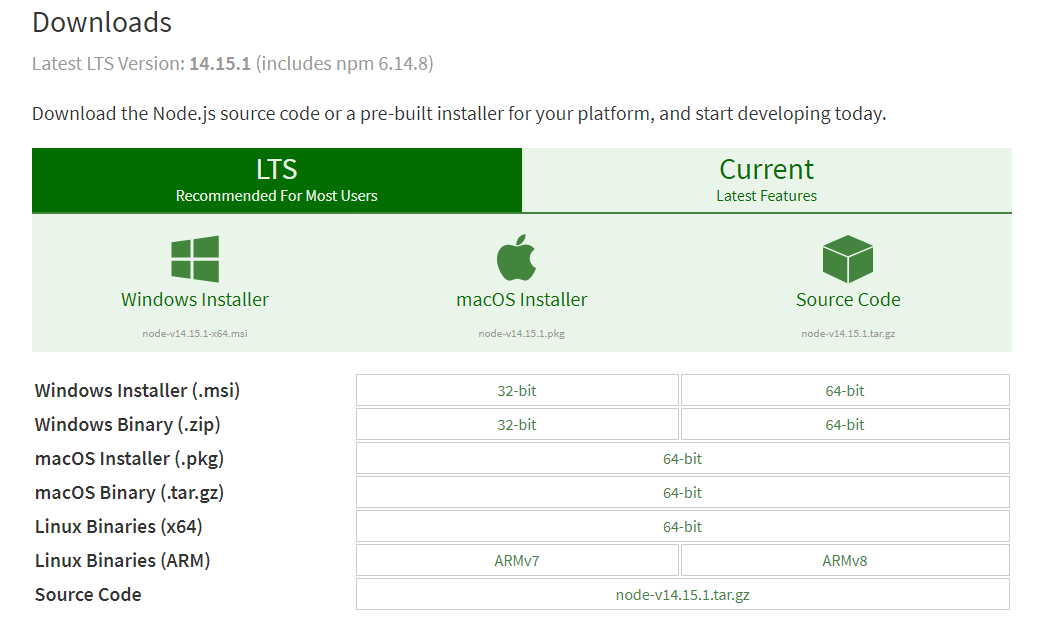 Downloads
Latest LTS Version: 14.15.1 (includes npm 6.14.8)
Download the Node.js source code or a pre-built installer for your platform, and start developing today.
LTS
Recommended For Most Users
Current
Latest Features
Windows Installer
node-v14.15.1-x64.msi
macOS Installer
node-v14.15.1.pkg
Source Code
node-v14.15.1.tar.gz
Windows Installer (.msi) 32-bit 64-bit
Windows Binary (.zip) 32-bit 64-bit
macOS Installer (.pkg) 64-bit
macOS Binary (.tar.gz) 64-bit
Linux Binaries (x64) 64-bit
Linux Binaries (ARM) ARMv7 ARMv8
Source Code node-v14.15.1.tar.gz